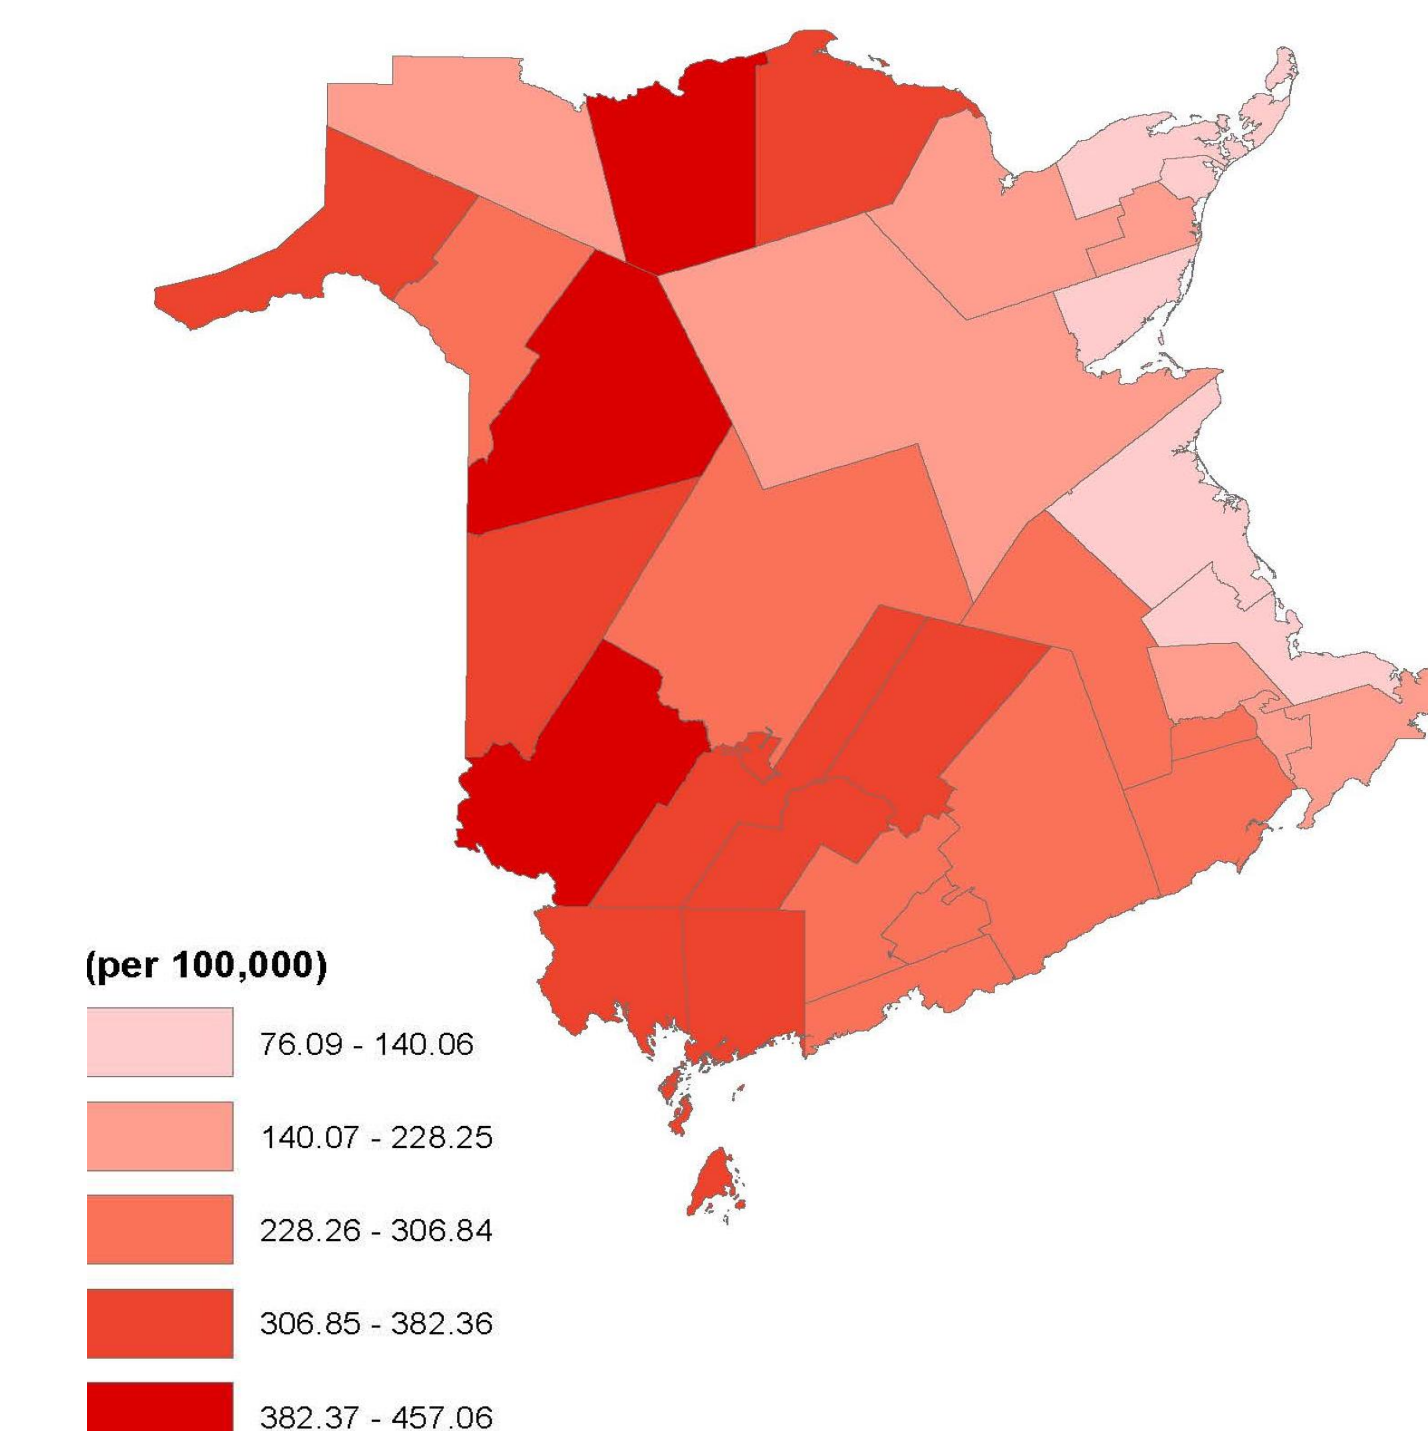 (per 100,000)
76.09 - 140.06
140.07 - 228.25
228.26 - 306.84
306.85 - 382.36
382.37 - 457.06